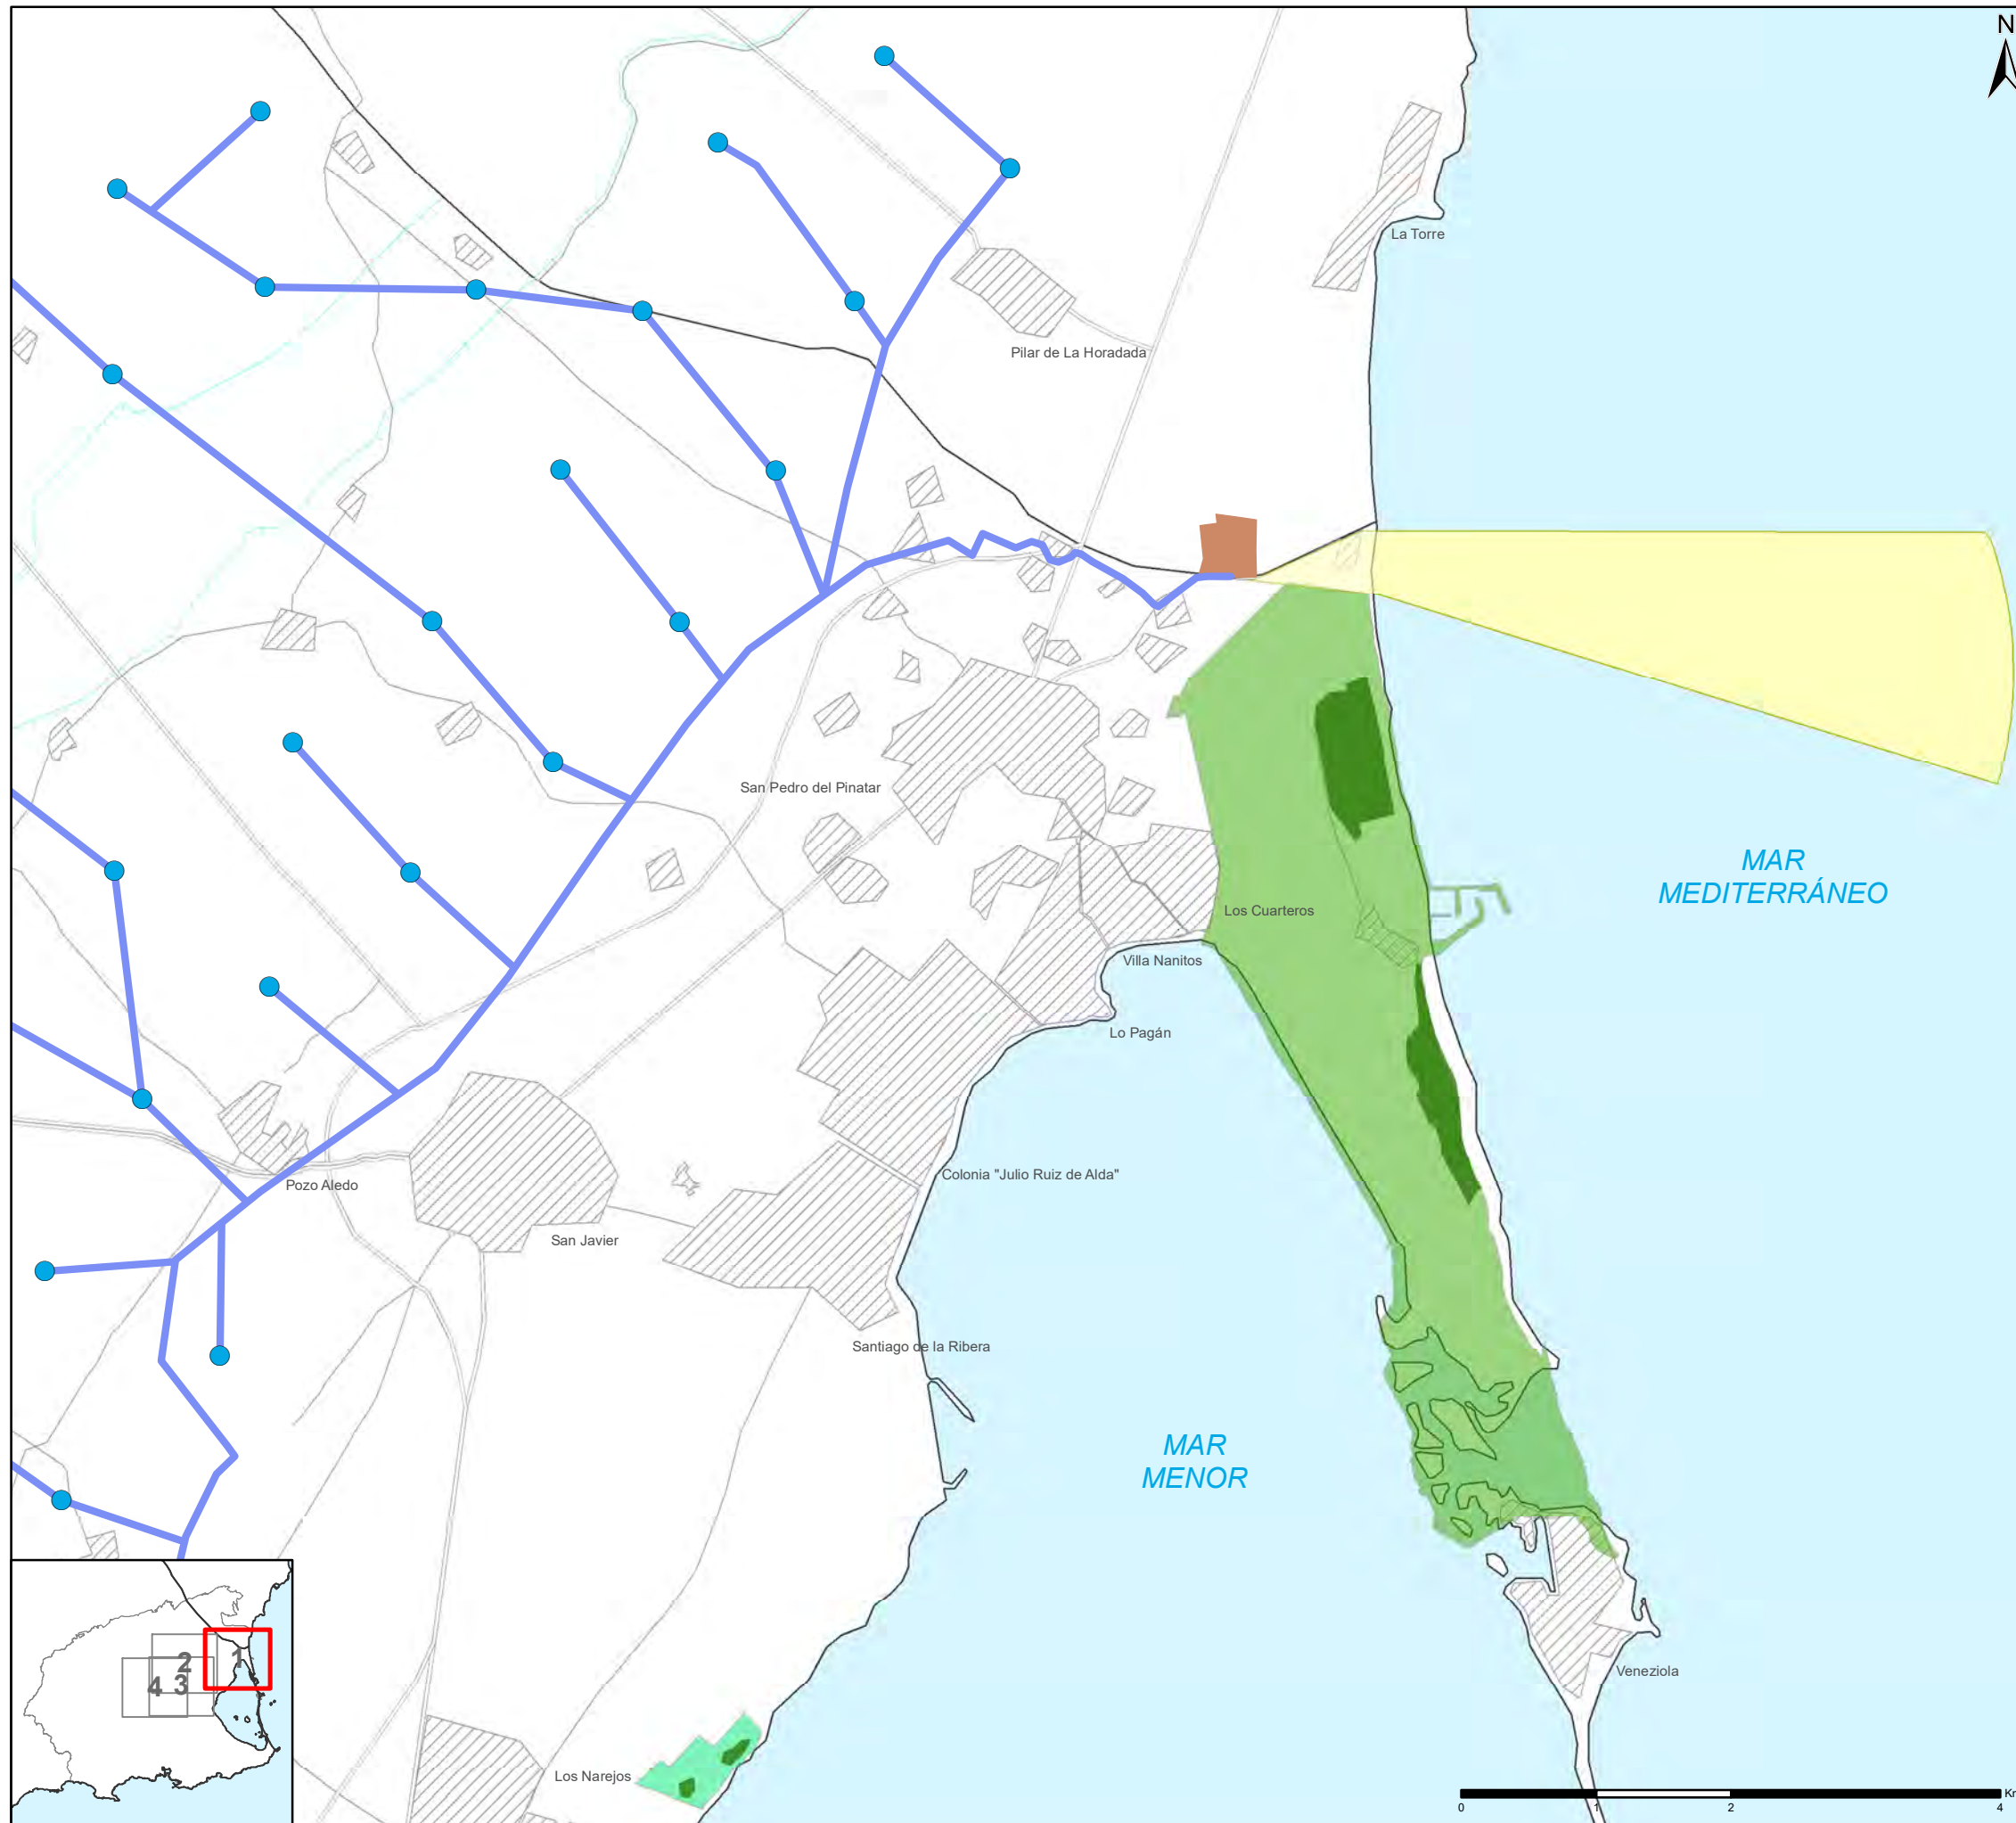 N
La Torre
Pilar de La Horadada
San Pedro del Pinatar
MAR
MEDITERRÁNEO
Los Cuarteros
Villa Nanitos
Lo Pagán
Colonia "Julio Ruiz de Alda"
Pozo Aledo
San Javier
Santiago de la Ribera
MAR
MENOR
Veneziola
Los Narejos
1
2
3
4
0 1 2 4